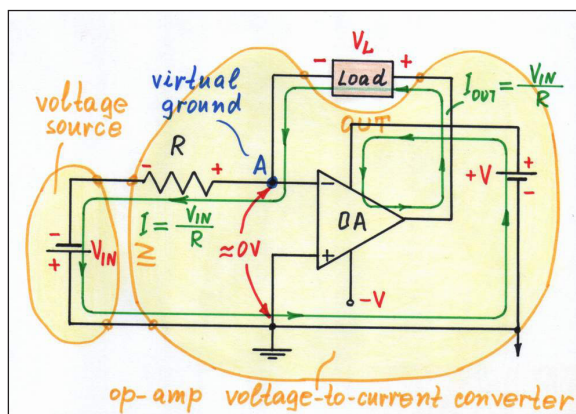 - VL +
Load
virtual
ground
IOUT = VIN
R
voltage
source
OUT
R
- +
A
-
+V
+
-
OA
I = VIN
R
IN
≈0V
-
VIN
+
+
-V
op-amp voltage-to-current converter